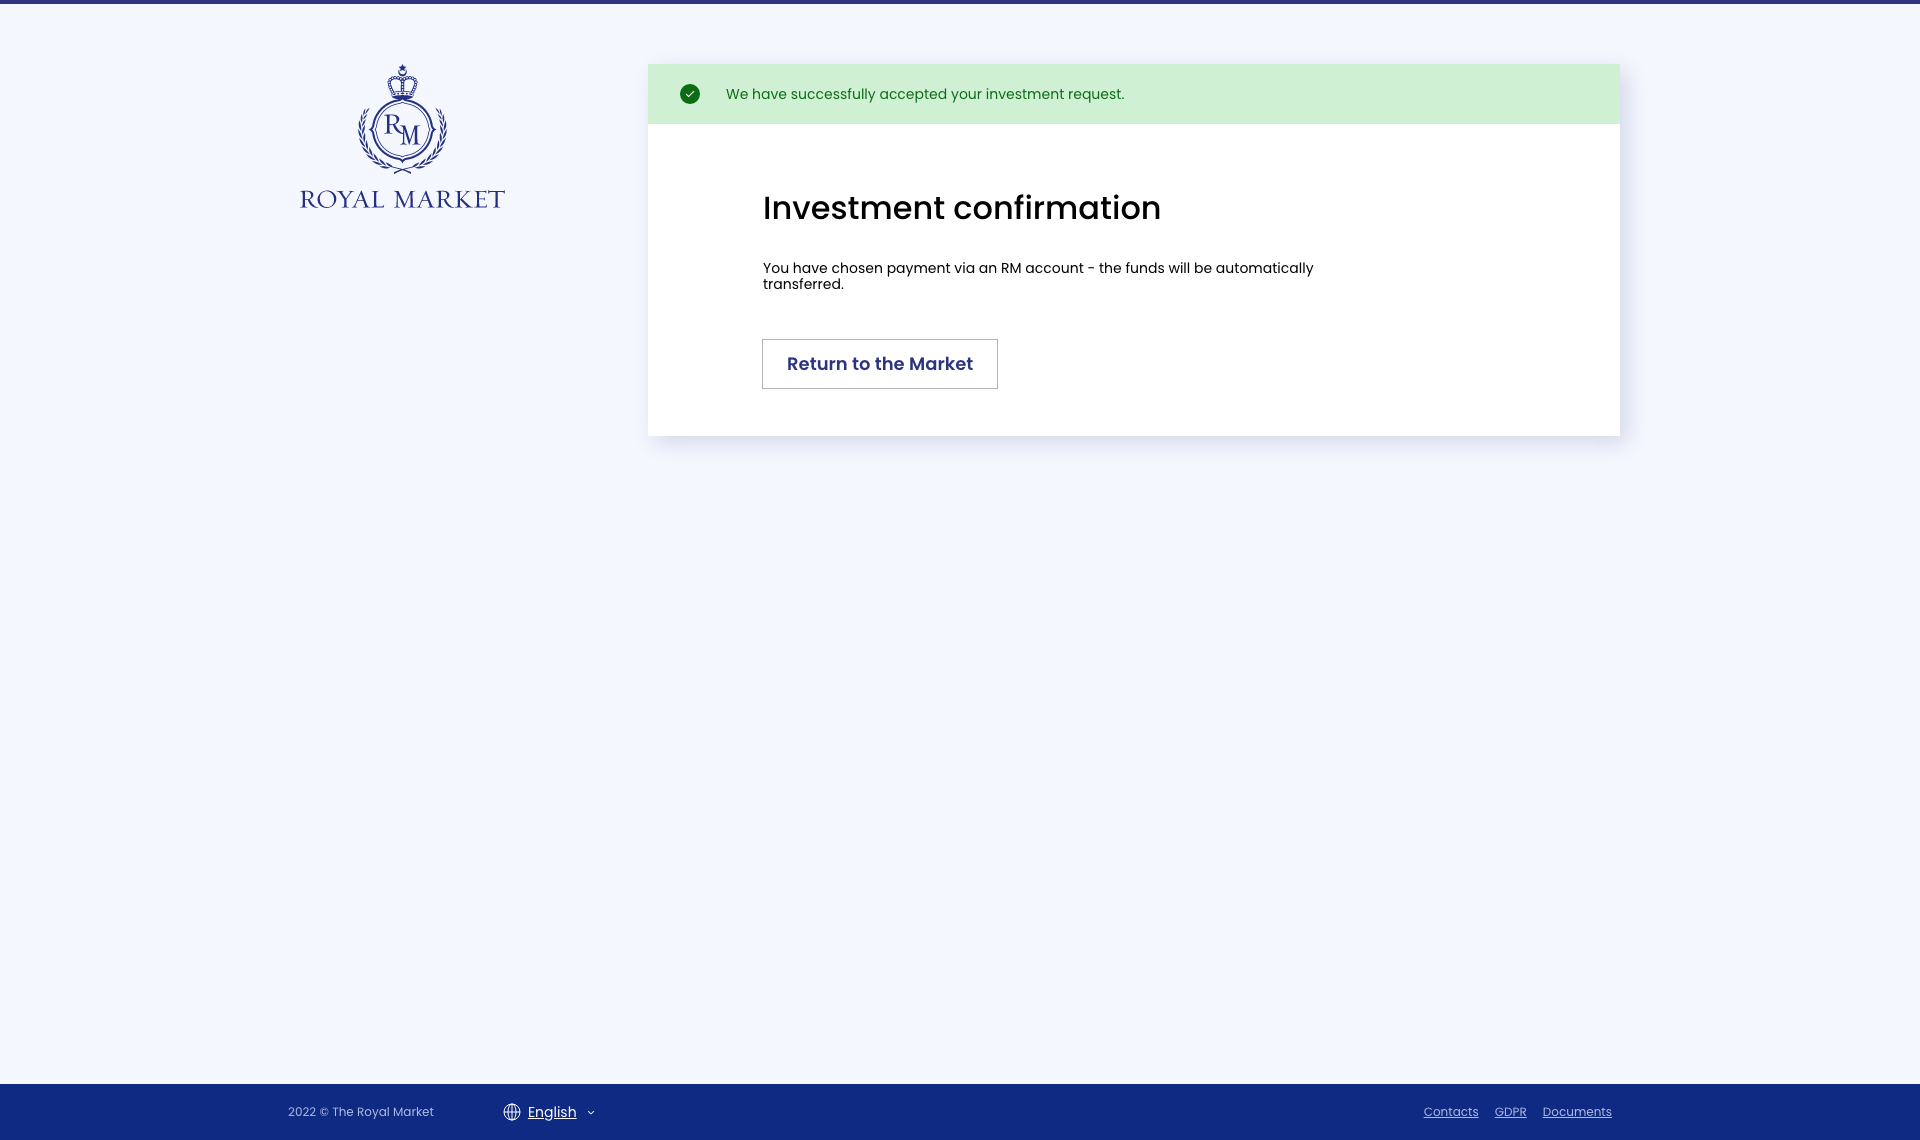 RM
ROYAL MARKET
We have successfully accepted your investment request.
Investment confirmation
You have chosen payment via an RM account - the funds will be automatically
transferred.
Return to the Market
2022 © The Royal Market
English
Contacts GDPR Documents